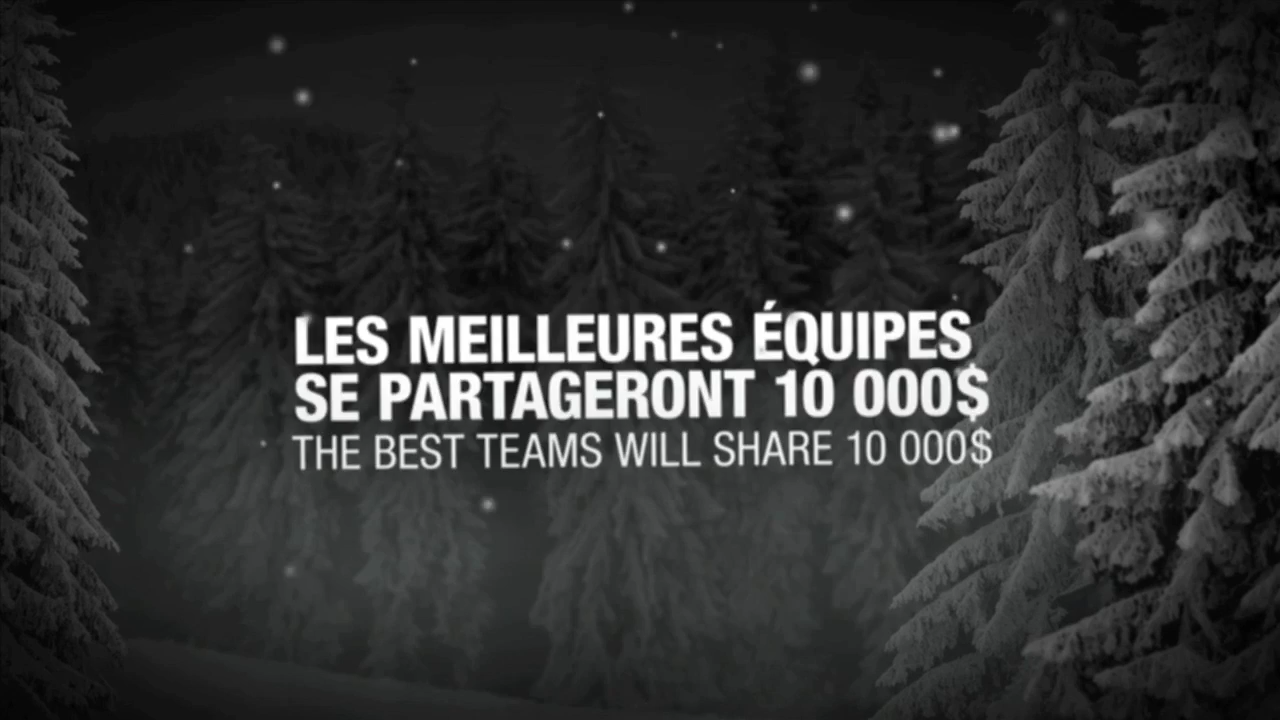 LES MEILLEURES ÉQUIPES
SE PARTAGERONT 10 000$
THE BEST TEAMS WILL SHARE 10 000$